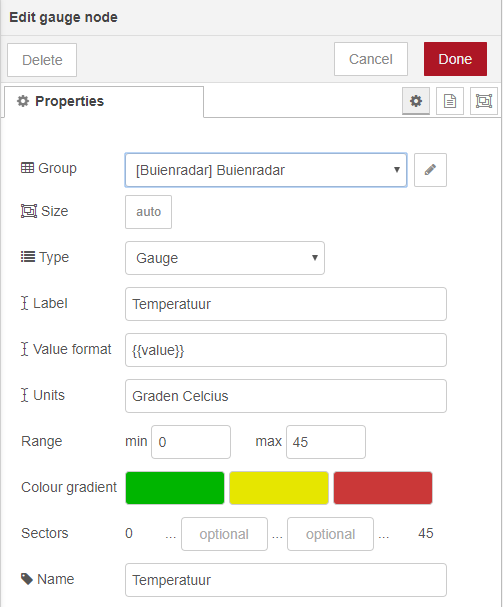 Edit gauge node
Delete Cancel Done
Properties
Group [Buienradar] Buienradar
Size auto
Type Gauge
Label Temperatuur
Value format {{value}}
Units Graden Celcius
Range min 0 max 45
Colour gradient
Sectors 0 ... optional ... optional ... 45
Name Temperatuur